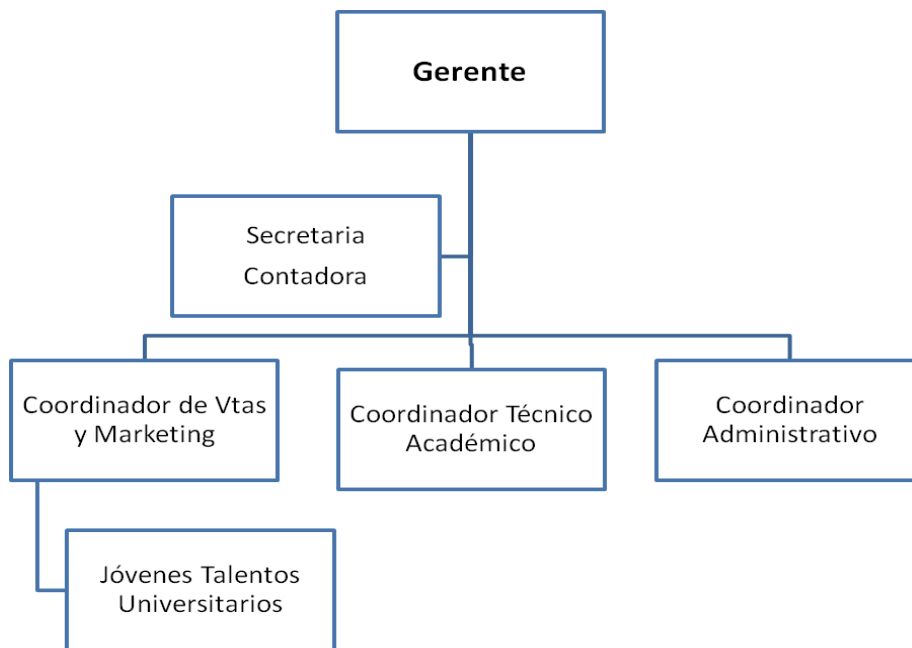 Gerente
Secretaria
Contadora
Coordinador de Vtas
y Marketing
Coordinador Técnico
Académico
Coordinador
Administrativo
Jóvenes Talentos
Universitarios